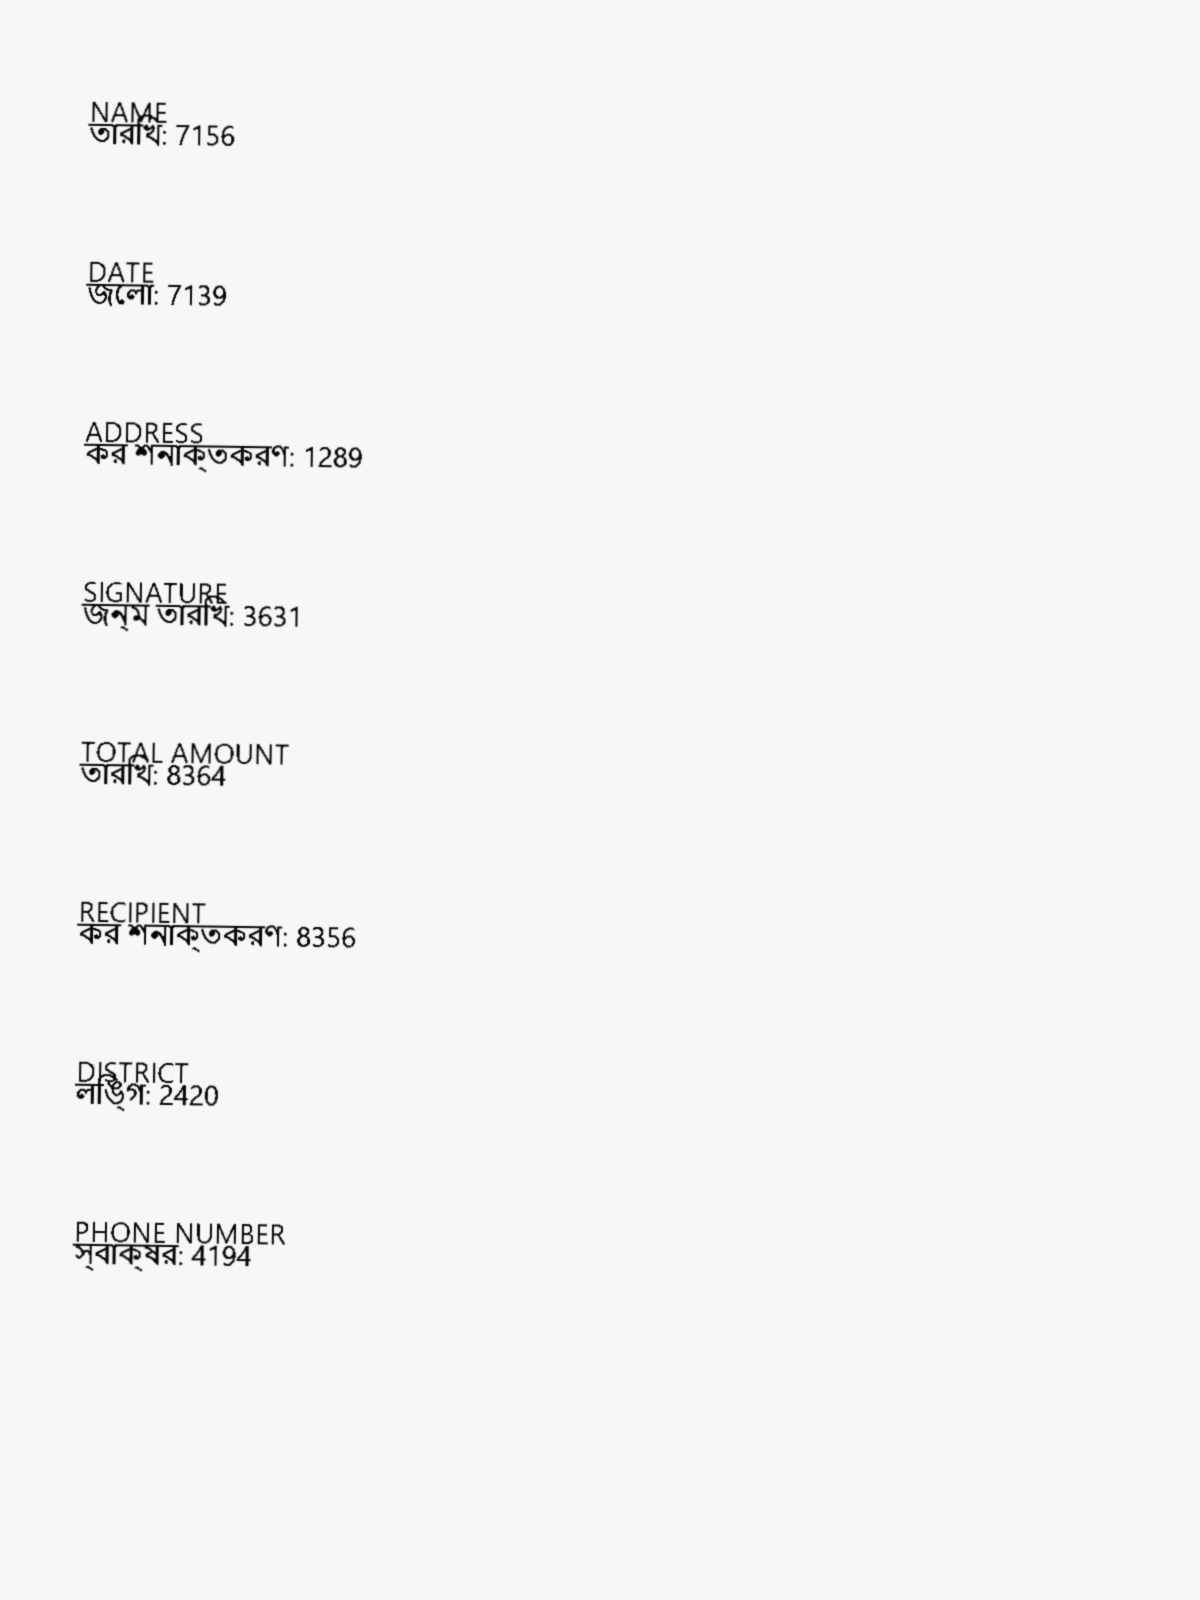 NAME
তারিখ: 7156
DATE
জেলা: 7139
ADDRESS
কর শনাক্তকরণ: 1289
SIGNATURE
জন্ম তারিখ: 3631
TOTAL AMOUNT
তারিখ: 8364
RECIPIENT
কর শনাক্তকরণ: 8356
DISTRICT
লিঙ্গ: 2420
PHONE NUMBER
স্বাক্ষর: 4194